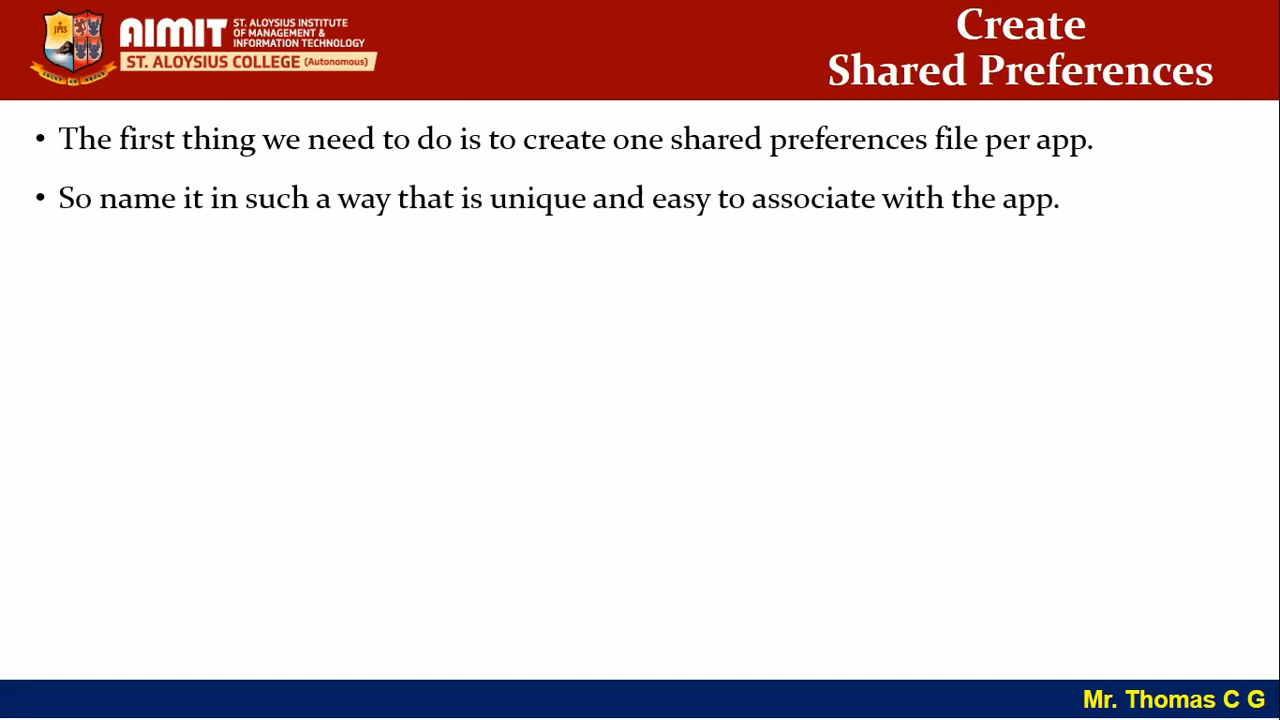 JHS
AIMIT
ST. ALOYSIUS INSTITUTE
OF MANAGEMENT &
INFORMATION TECHNOLOGY
ST. ALOYSIUS COLLEGE (Autonomous)
Create
Shared Preferences
• The first thing we need to do is to create one shared preferences file per app.
• So name it in such a way that is unique and easy to associate with the app.
Mr. Thomas C G